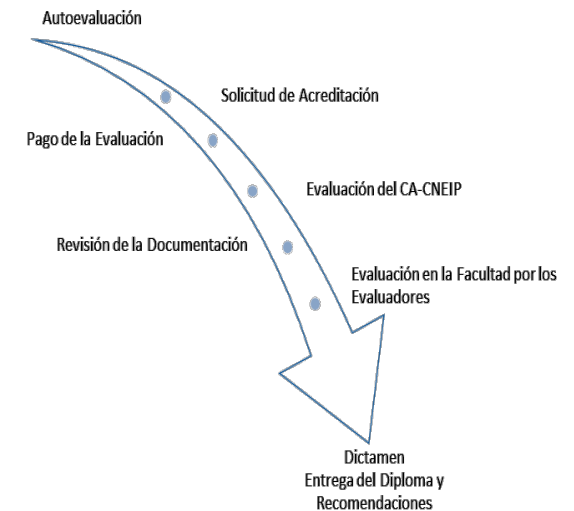 Autoevaluación
Solicitud de Acreditación
Pago de la Evaluación
Evaluación del CA-CNEIP
Revisión de la Documentación
Evaluación en la Facultad por los
Evaluadores
Dictamen
Entrega del Diploma y
Recomendaciones